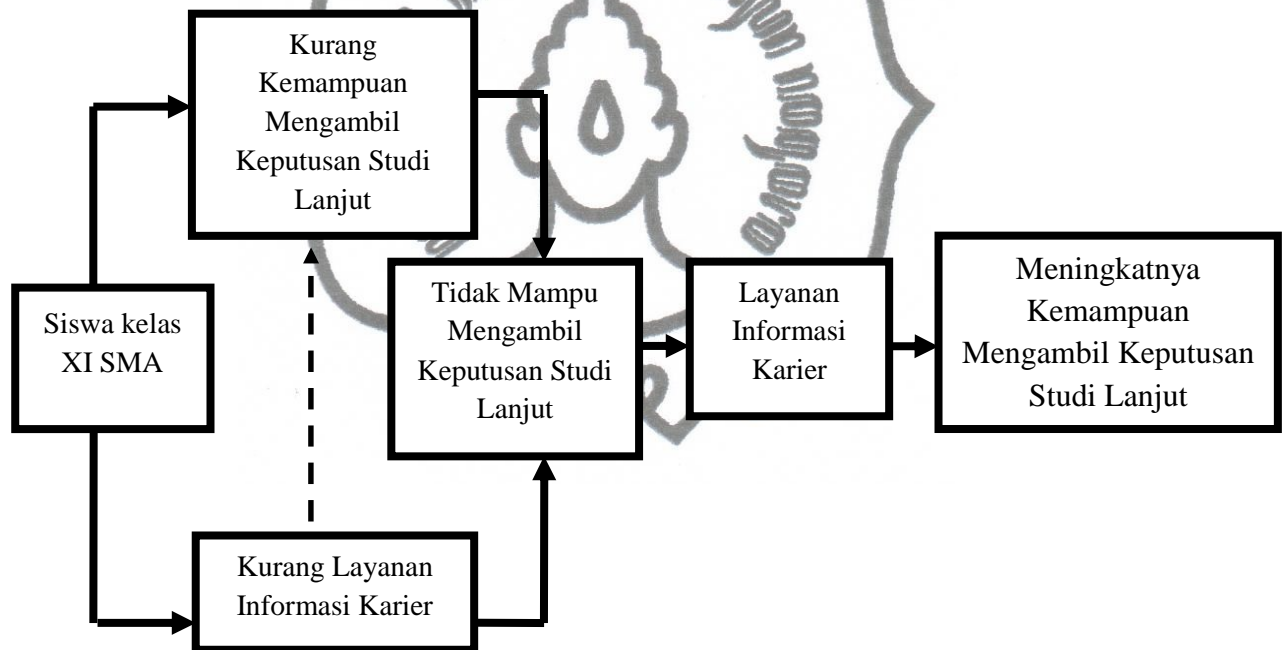 Kurang
Kemampuan
Mengambil
Keputusan Studi
Lanjut
Siswa kelas
XI SMA
Tidak Mampu
Mengambil
Keputusan Studi
Lanjut
Layanan
Informasi
Karier
Meningkatnya
Kemampuan
Mengambil Keputusan
Studi Lanjut
Kurang Layanan
Informasi Karier